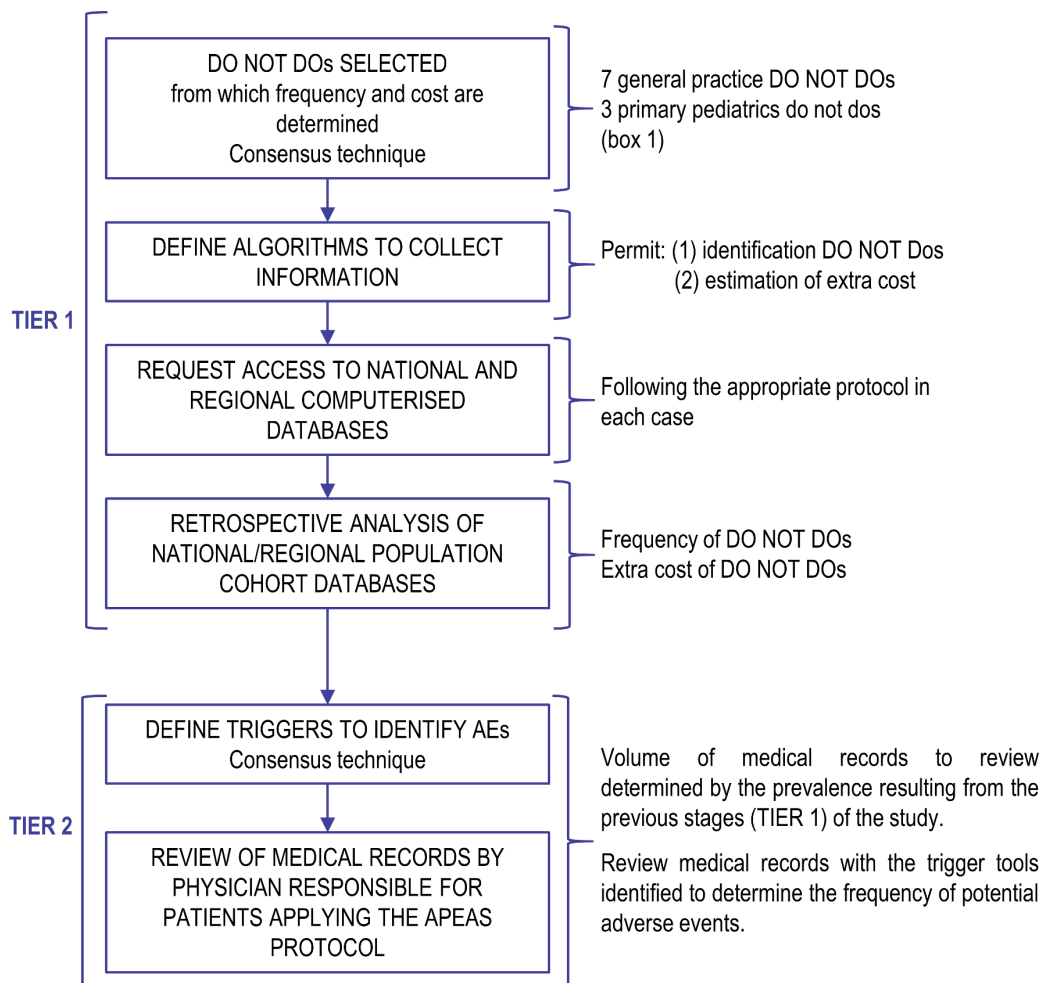 DO NOT DOs SELECTED
from which frequency and cost are
determined
Consensus technique
7 general practice DO NOT DOs
3 primary pediatrics do not dos
(box 1)
DEFINE ALGORITHMS TO COLLECT
INFORMATION
Permit: (1) identification DO NOT Dos
(2) estimation of extra cost
TIER 1
REQUEST ACCESS TO NATIONAL AND
REGIONAL COMPUTERISED
DATABASES
Following the appropriate protocol in
each case
RETROSPECTIVE ANALYSIS OF
NATIONAL/REGIONAL POPULATION
COHORT DATABASES
Frequency of DO NOT DOs
Extra cost of DO NOT DOs
DEFINE TRIGGERS TO IDENTIFY AEs
Consensus technique
TIER 2
REVIEW OF MEDICAL RECORDS BY
PHYSICIAN RESPONSIBLE FOR
PATIENTS APPLYING THE APEAS
PROTOCOL
Volume of medical records to review
determined by the prevalence resulting from the
previous stages (TIER 1) of the study.
Review medical records with the trigger tools
identified to determine the frequency of potential
adverse events.